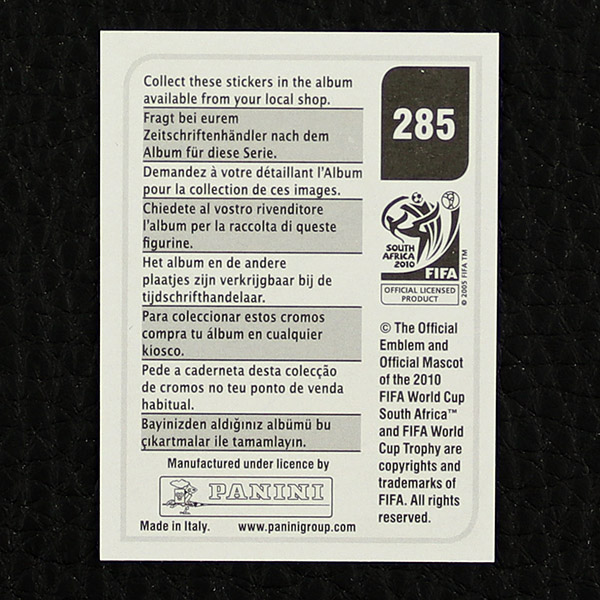 Collect these stickers in the album
available from your local shop.
Fragt bei eurem
Zeitschriftenhändler nach dem
Album für diese Serie.
Demandez à votre détaillant l'Album
pour la collection de ces images.
Chiedete al vostro rivenditore
l'album per la raccolta di queste
figurine.
Het album en de andere
plaatjes zijn verkrijgbaar bij de
tijdschrifthandelaar.
Para coleccionar estos cromos
compra tu álbum en cualquier
kiosco.
Pede a caderneta desta colecção
de cromos no teu ponto de venda
habitual.
Bayinizden aldığınız albümü bu
çıkartmalar ile tamamlayın.
Manufactured under licence by
PANINI
Made in Italy. www.paninigroup.com
285
SOUTH
AFRICA
2010
FIFA
OFFICIAL LICENSED
PRODUCT
© 2005 FIFA TM
© The Official
Emblem and
Official Mascot
of the 2010
FIFA World Cup
South Africa™
and FIFA World
Cup Trophy are
copyrights and
trademarks of
FIFA. All rights
reserved.